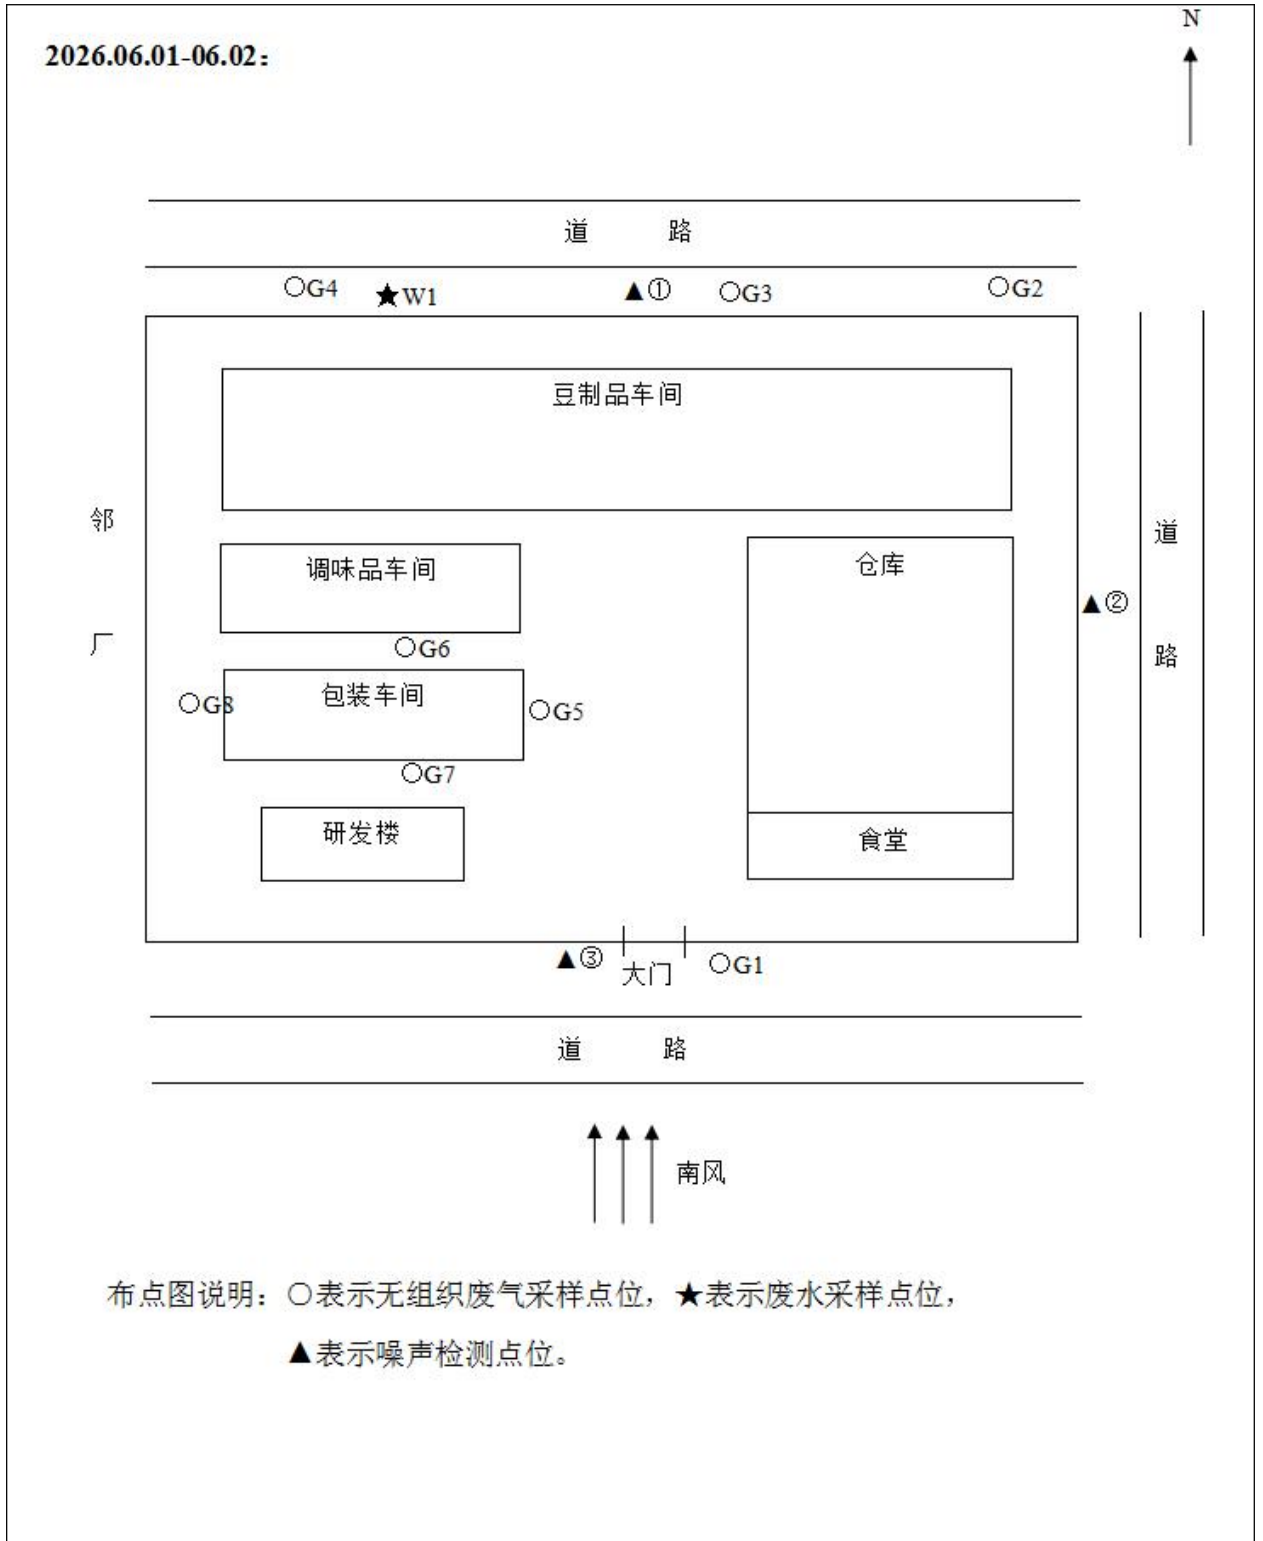 N
2026.06.01-06.02：
道 路
○G4
★W1
▲①
○G3
○G2
豆制品车间
邻厂
调味品车间
仓库
道路
▲②
○G6
○G8
包装车间
○G5
○G7
研发楼
食堂
▲③
大门
○G1
道 路
南风
布点图说明：○表示无组织废气采样点位，★表示废水采样点位，
▲表示噪声检测点位。